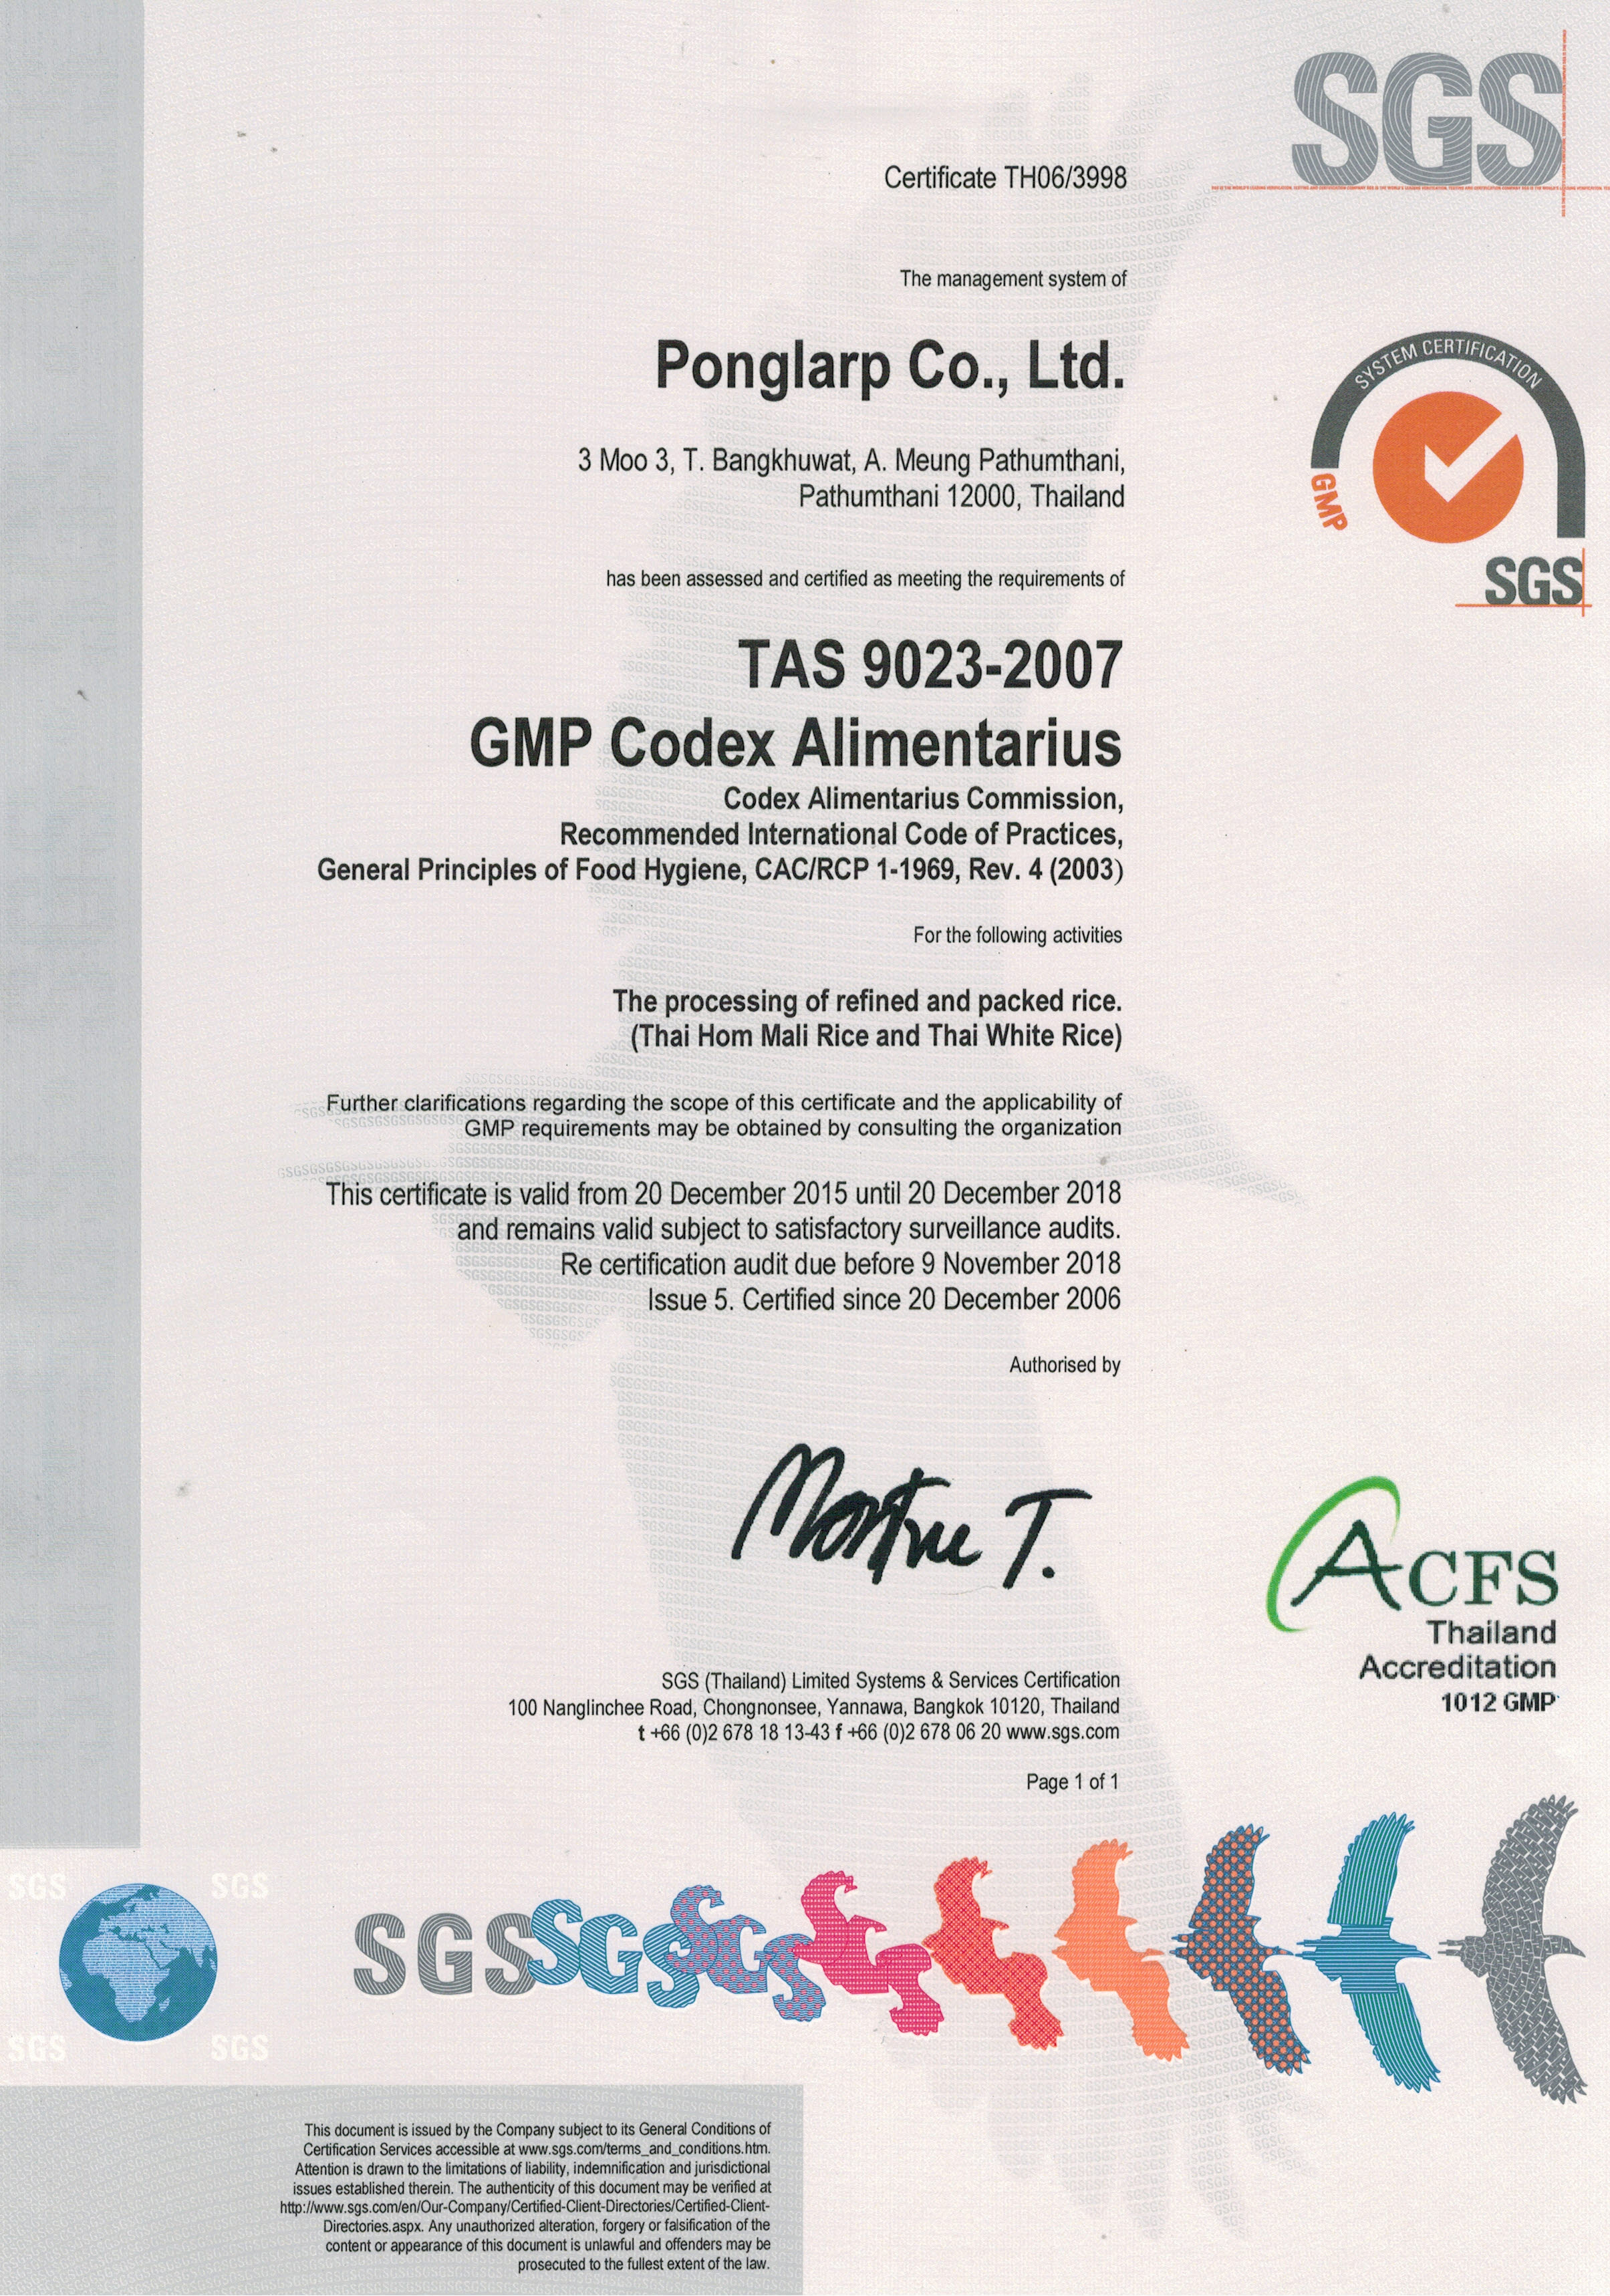 SGS
Certificate TH06/3998
The management system of
Ponglarp Co., Ltd.
3 Moo 3, T. Bangkhuwat, A. Meung Pathumthani,
Pathumthani 12000, Thailand
SYSTEM CERTIFICATION
GMP
SGS
has been assessed and certified as meeting the requirements of
TAS 9023-2007
GMP Codex Alimentarius
Codex Alimentarius Commission,
Recommended International Code of Practices,
General Principles of Food Hygiene, CAC/RCP 1-1969, Rev. 4 (2003)
For the following activities
The processing of refined and packed rice.
(Thai Hom Mali Rice and Thai White Rice)
Further clarifications regarding the scope of this certificate and the applicability of
GMP requirements may be obtained by consulting the organization
This certificate is valid from 20 December 2015 until 20 December 2018
and remains valid subject to satisfactory surveillance audits.
Re certification audit due before 9 November 2018
Issue 5. Certified since 20 December 2006
Authorised by
T.
ACFS
Thailand
Accreditation
1012 GMP
SGS (Thailand) Limited Systems & Services Certification
100 Nanglinchee Road, Chongnonsee, Yannawa, Bangkok 10120, Thailand
t +66 (0)2 678 18 13-43 f +66 (0)2 678 06 20 www.sgs.com
Page 1 of 1
SGS SGS
SGS SGS SGS
SGS SGS
This document is issued by the Company subject to its General Conditions of
Certification Services accessible at www.sgs.com/terms_and_conditions.htm.
Attention is drawn to the limitations of liability, indemnification and jurisdictional
issues established therein. The authenticity of this document may be verified at
http://www.sgs.com/en/Our-Company/Certified-Client-Directories/Certified-Client-
Directories.aspx. Any unauthorized alteration, forgery or falsification of the
content or appearance of this document is unlawful and offenders may be
prosecuted to the fullest extent of the law.